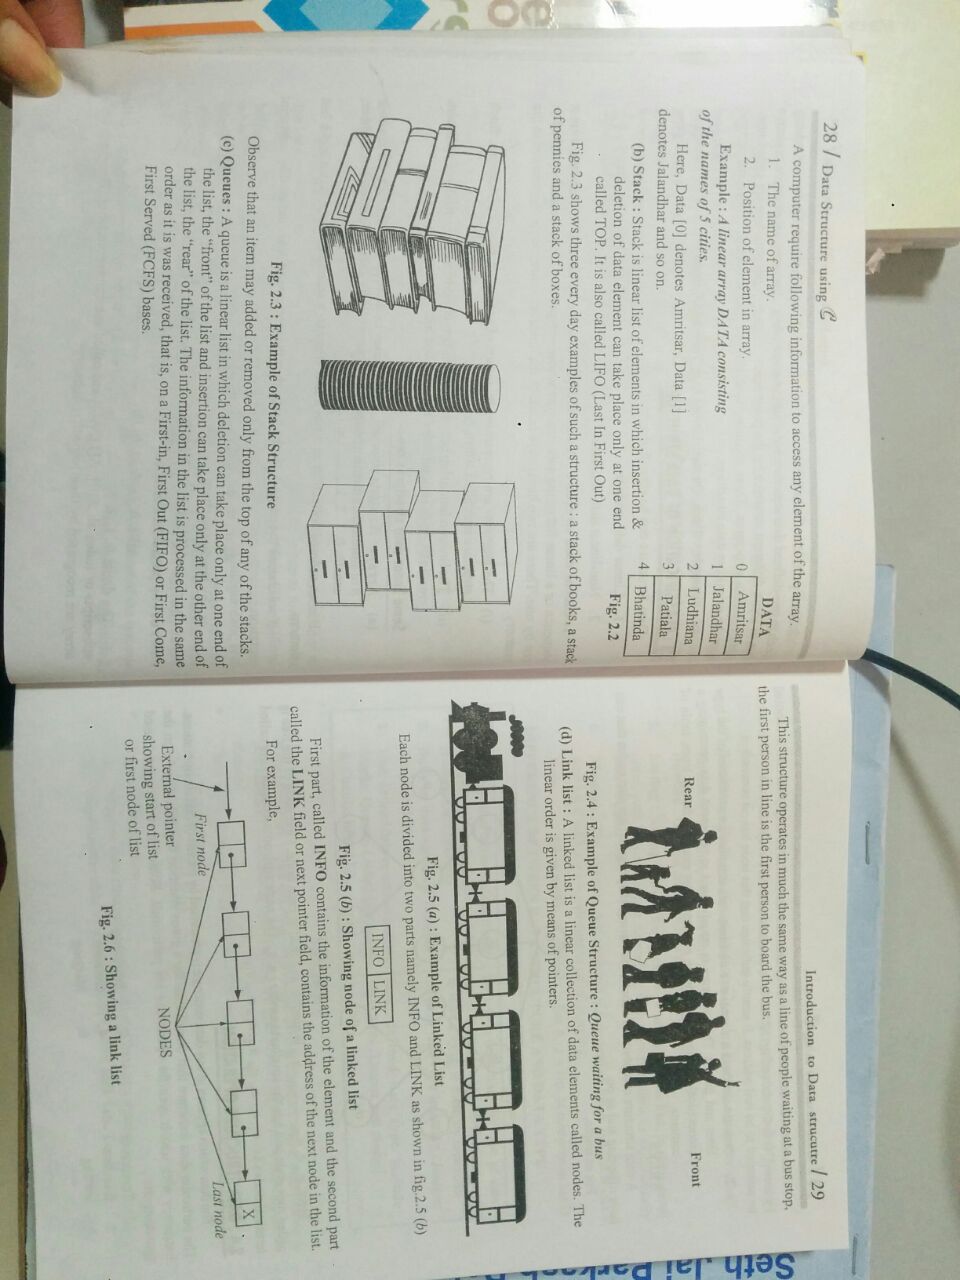 28 / Data Structure using C
A computer require following information to access any element of the array.
1. The name of array.
2. Position of element in array.
Example : A linear array DATA consisting
of the names of 5 cities.
Here, Data [0] denotes Amritsar, Data [1]
denotes Jalandhar and so on.
DATA
0 Amritsar
1 Jalandhar
2 Ludhiana
3 Patiala
4 Bhatinda
Fig. 2.2
(b) Stack : Stack is linear list of elements in which insertion &
deletion of data element can take place only at one end
called TOP. It is also called LIFO (Last In First Out)
Fig. 2.3 shows three every day examples of such a structure : a stack of books, a stack
of pennies and a stack of boxes.
Fig. 2.3 : Example of Stack Structure
Observe that an item may added or removed only from the top of any of the stacks.
(c) Queues : A queue is a linear list in which deletion can take place only at one end of
the list, the “front” of the list and insertion can take place only at the other end of
the list, the “rear” of the list. The information in the list is processed in the same
order as it is was received, that is, on a First-in, First Out (FIFO) or First Come,
First Served (FCFS) bases.
Introduction to Data strucutre / 29
This structure operates in much the same way as a line of people waiting at a bus stop,
the first person in line is the first person to board the bus.
Rear
Front
Fig. 2.4 : Example of Queue Structure : Queue waiting for a bus
(d) Link list : A linked list is a linear collection of data elements called nodes. The
linear order is given by means of pointers.
Fig. 2.5 (a) : Example of Linked List
Each node is divided into two parts namely INFO and LINK as shown in fig.2.5 (b)
INFO LINK
Fig. 2.5 (b) : Showing node of a linked list
First part, called INFO contains the information of the element and the second part
called the LINK field or next pointer field, contains the address of the next node in the list.
For example,
X
First node
Last node
External pointer
showing start of list
or first node of list
NODES
Fig. 2.6 : Showing a link list
Seth Jai Parkash